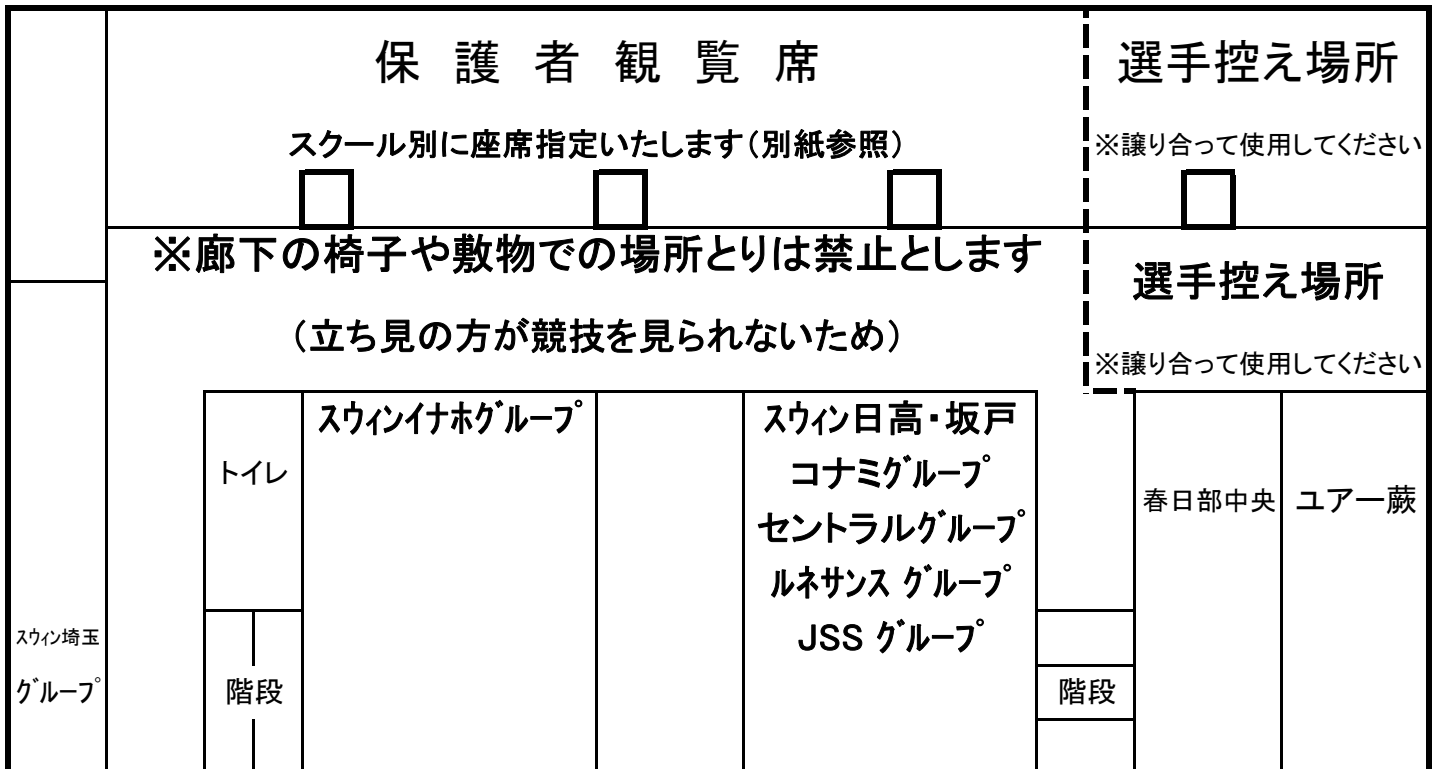 保護者観覧席
選手控え場所
スクール別に座席指定いたします（別紙参照）
※譲り合って使用してください
※廊下の椅子や敷物での場所とりは禁止とします
選手控え場所
（立ち見の方が競技を見られないため）
※譲り合って使用してください
トイレ
スウィンイナホグループ
スウィン日高・坂戸
コナミグループ
セントラルグループ
ルネサンス グループ
JSS グループ
春日部中央
ユアー蕨
スウィン埼玉
グループ
階段
階段